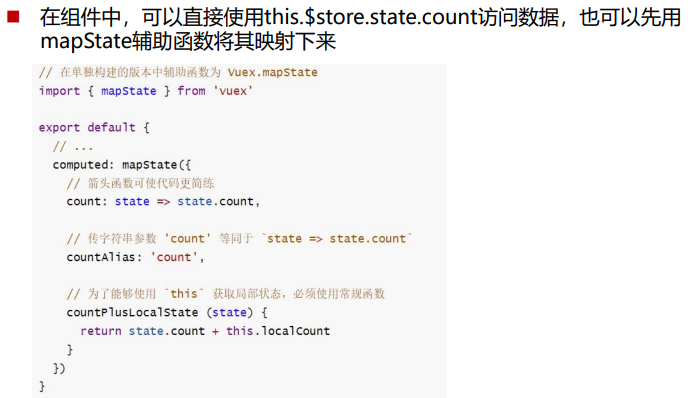 在组件中，可以直接使用this.$store.state.count访问数据，也可以先用
mapState辅助函数将其映射下来
// 在单独构建的版本中辅助函数为 Vuex.mapState
import { mapState } from 'vuex'
export default {
// ...
computed: mapState({
// 箭头函数可使代码更简练
count: state => state.count,
// 传字符串参数 'count' 等同于 `state => state.count`
countAlias: 'count',
// 为了能够使用 `this` 获取局部状态，必须使用常规函数
countPlusLocalState (state) {
return state.count + this.localCount
}
})
}